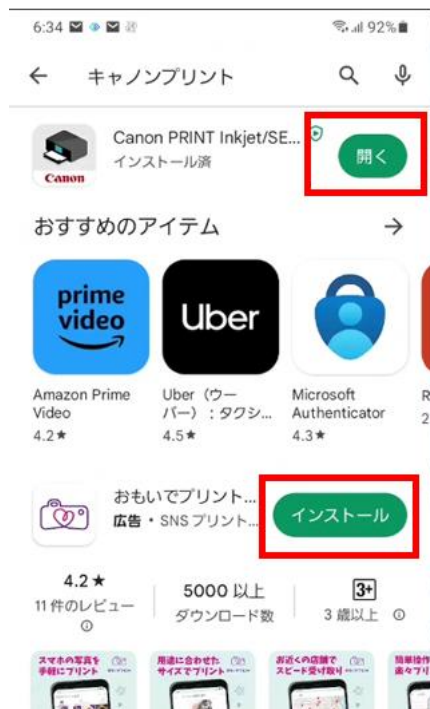 6:34 92%
キャノンプリント
Canon PRINT Inkjet/SE...
インストール済
開く
Canon
おすすめのアイテム
prime
video
Uber
Amazon Prime
Video
4.2★
Uber（ウー
バー）：タクシ...
4.5★
Microsoft
Authenticator
4.3★
R
2
おもいでプリント...
広告・SNS プリント...
インストール
4.2★
11 件のレビュー
5000 以上
ダウンロード数
3+
3 歳以上
スマホの写真を
手軽にプリント
用途に合わせた
サイズでプリント
お近くの店舗で
スピード受け取り
簡単操作
楽々プリ